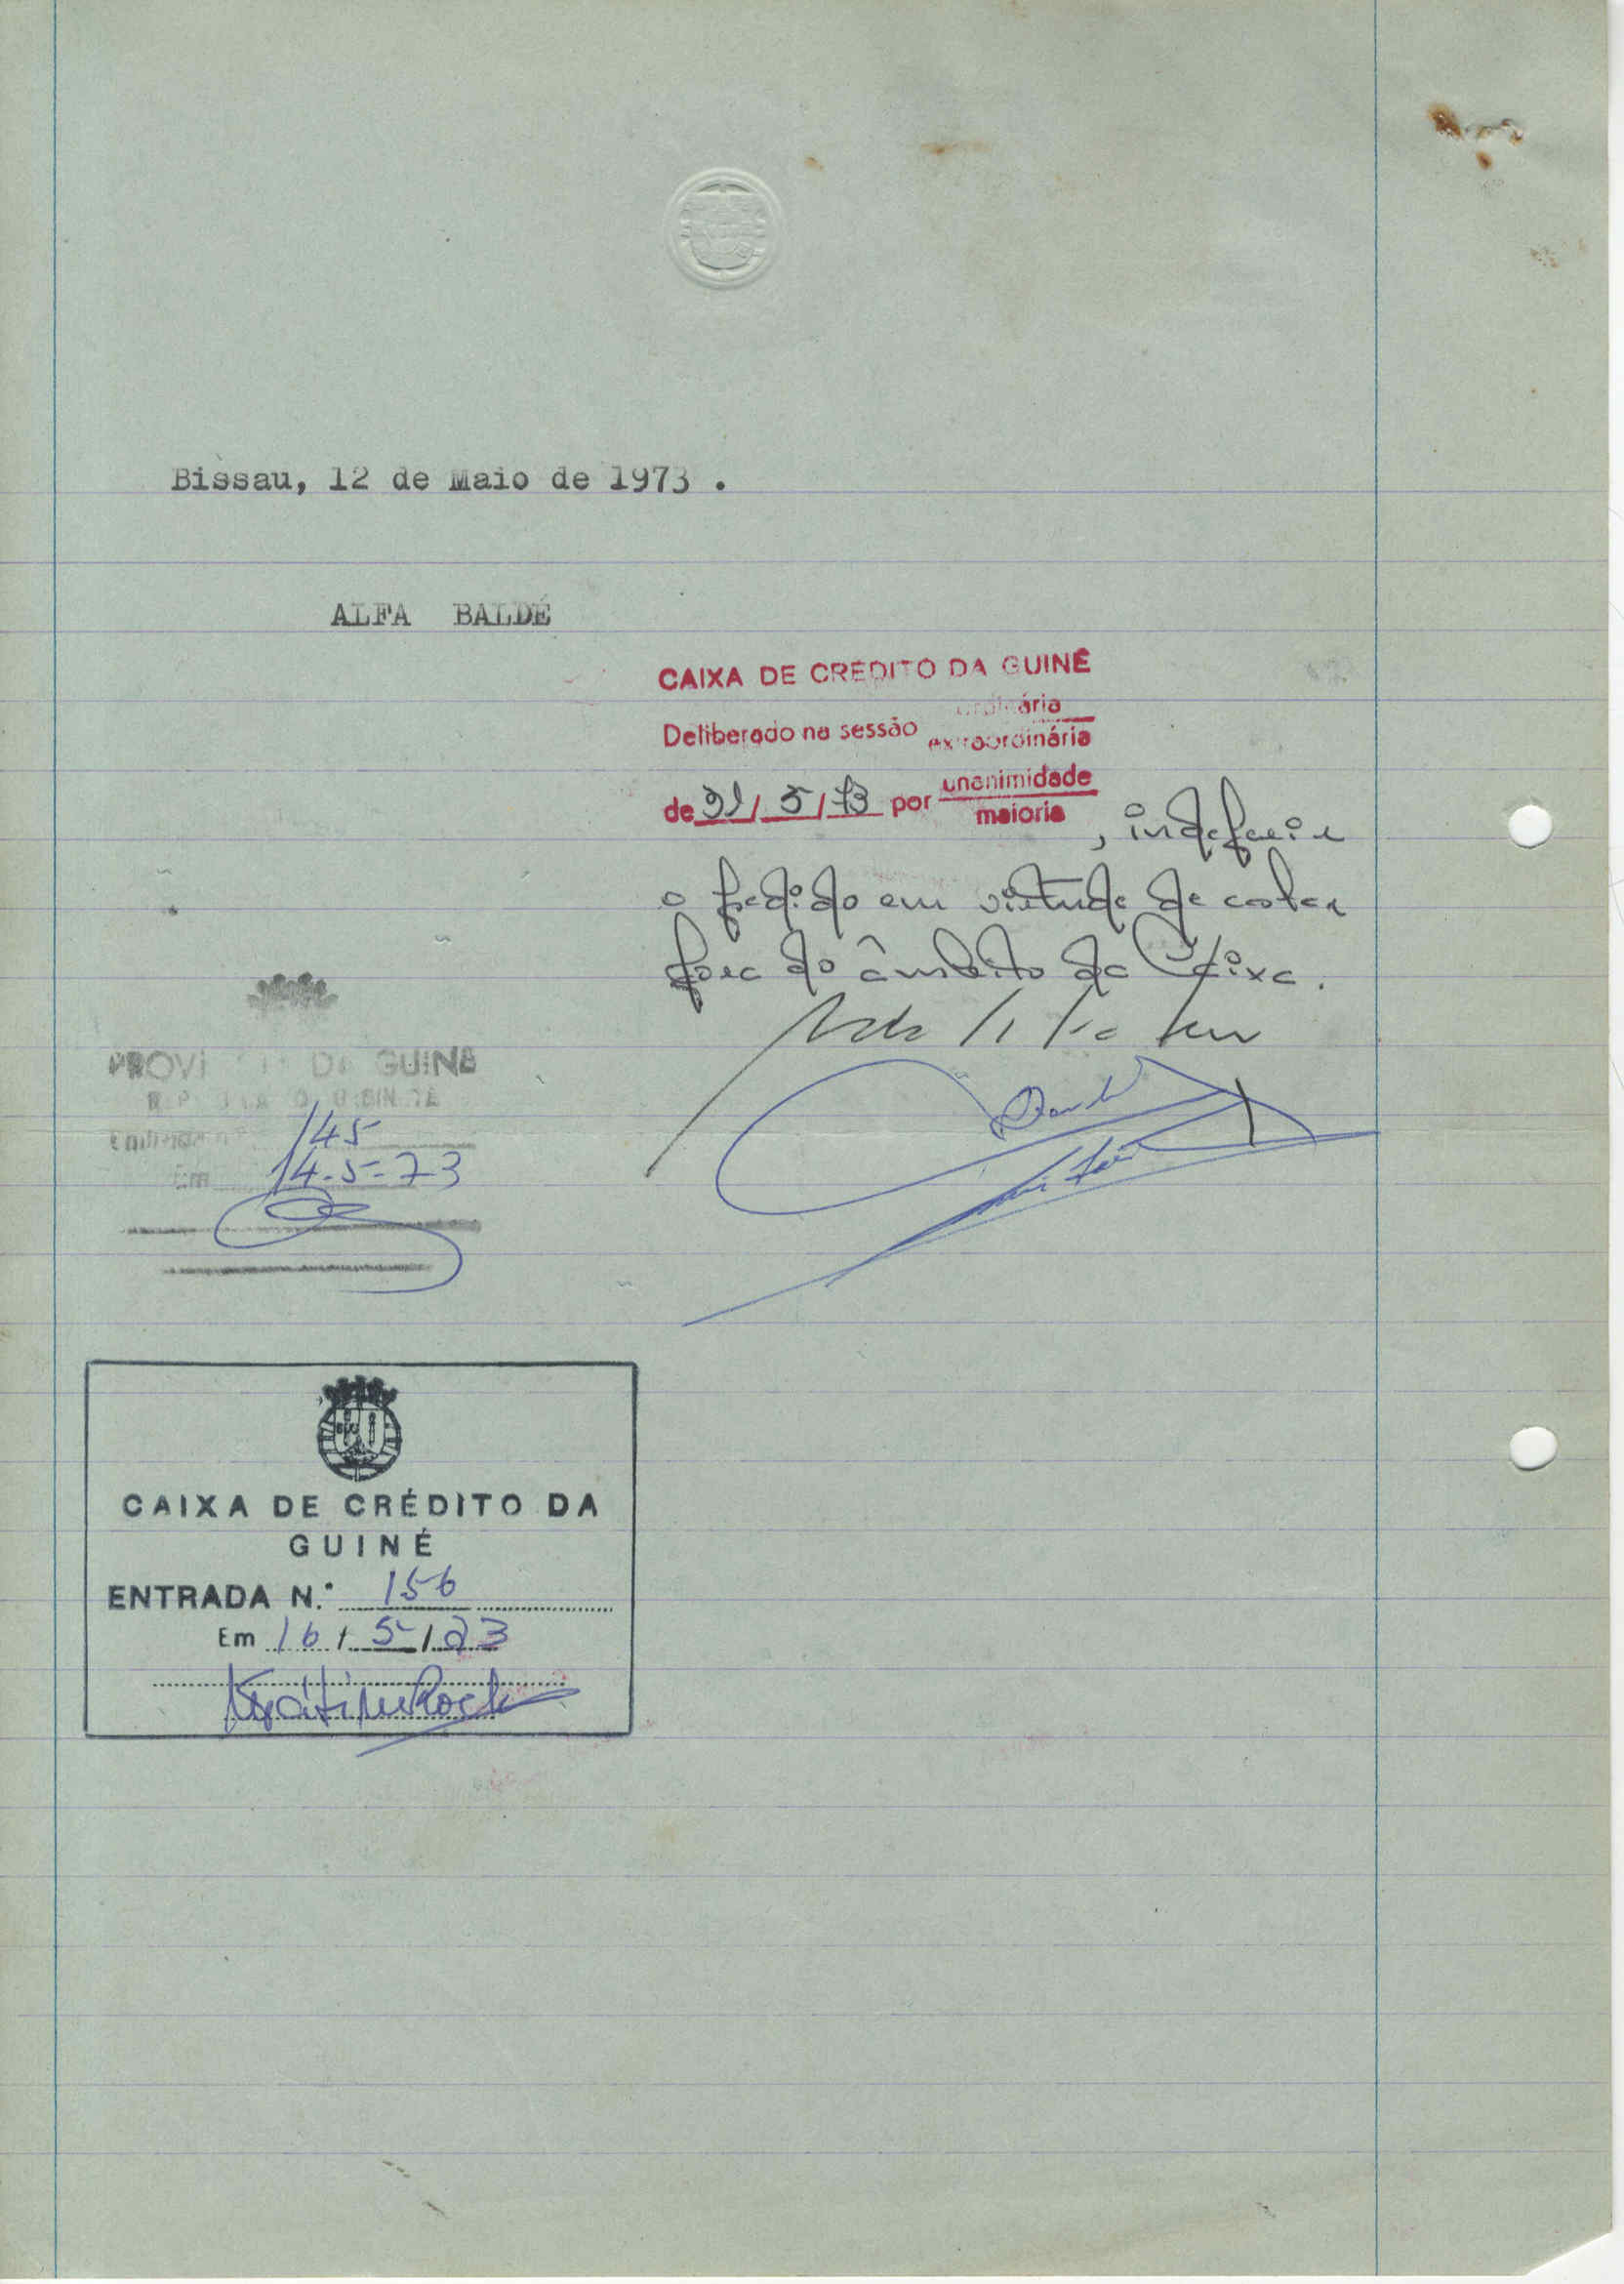 Bissau, 12 de Maio de 1973 .
ALFA BALDÉ
CAIXA DE CRÉDITO DA GUINÉ
Deliberado na sessão ordinária
extraordinária
de 31/ 5 /73 por unanimidade
maioria , indeferir
o pedido em virtude de estar
fora do âmbito da Caixa.
PROVINCIA DA GUINÉ
145
Em 14-5-73
CAIXA DE CRÉDITO DA
GUINÉ
ENTRADA N.° 156
Em 16 / 5 / 73